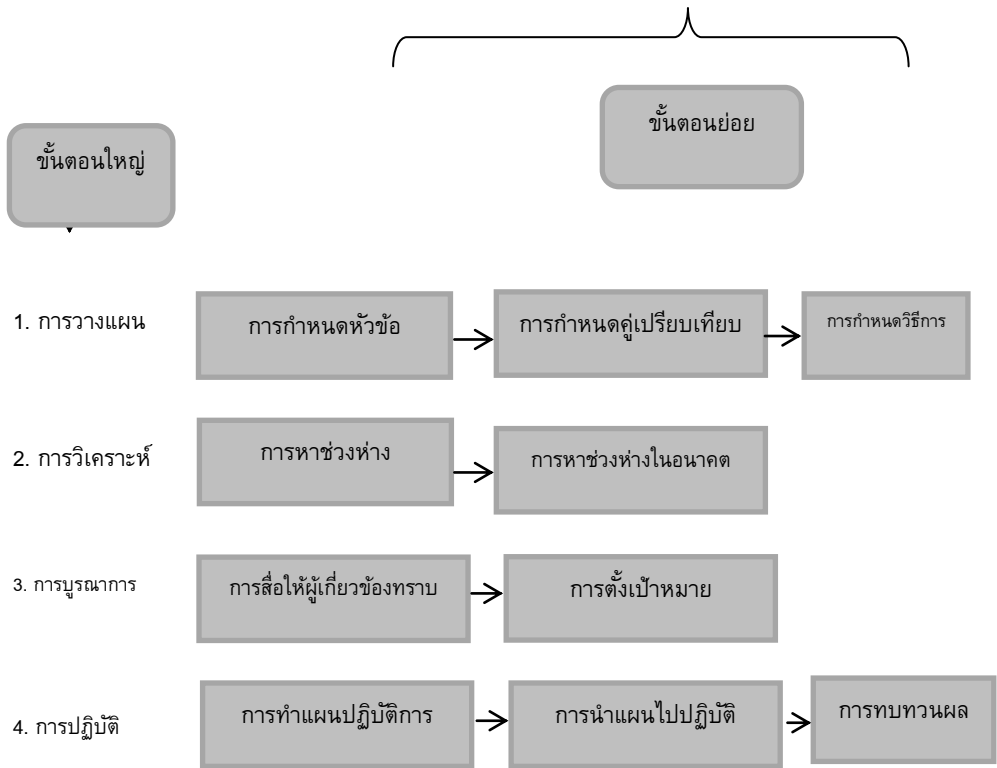 ขั้นตอนย่อย
ขั้นตอนใหญ่
1. การวางแผน
การกำหนดหัวข้อ
การกำหนดคู่เปรียบเทียบ
การกำหนดวิธีการ
2. การวิเคราะห์
การหาช่วงห่าง
การหาช่วงห่างในอนาคต
3. การบูรณาการ
การสื่อให้ผู้เกี่ยวข้องทราบ
การตั้งเป้าหมาย
4. การปฏิบัติ
การทำแผนปฏิบัติการ
การนำแผนไปปฏิบัติ
การทบทวนผล